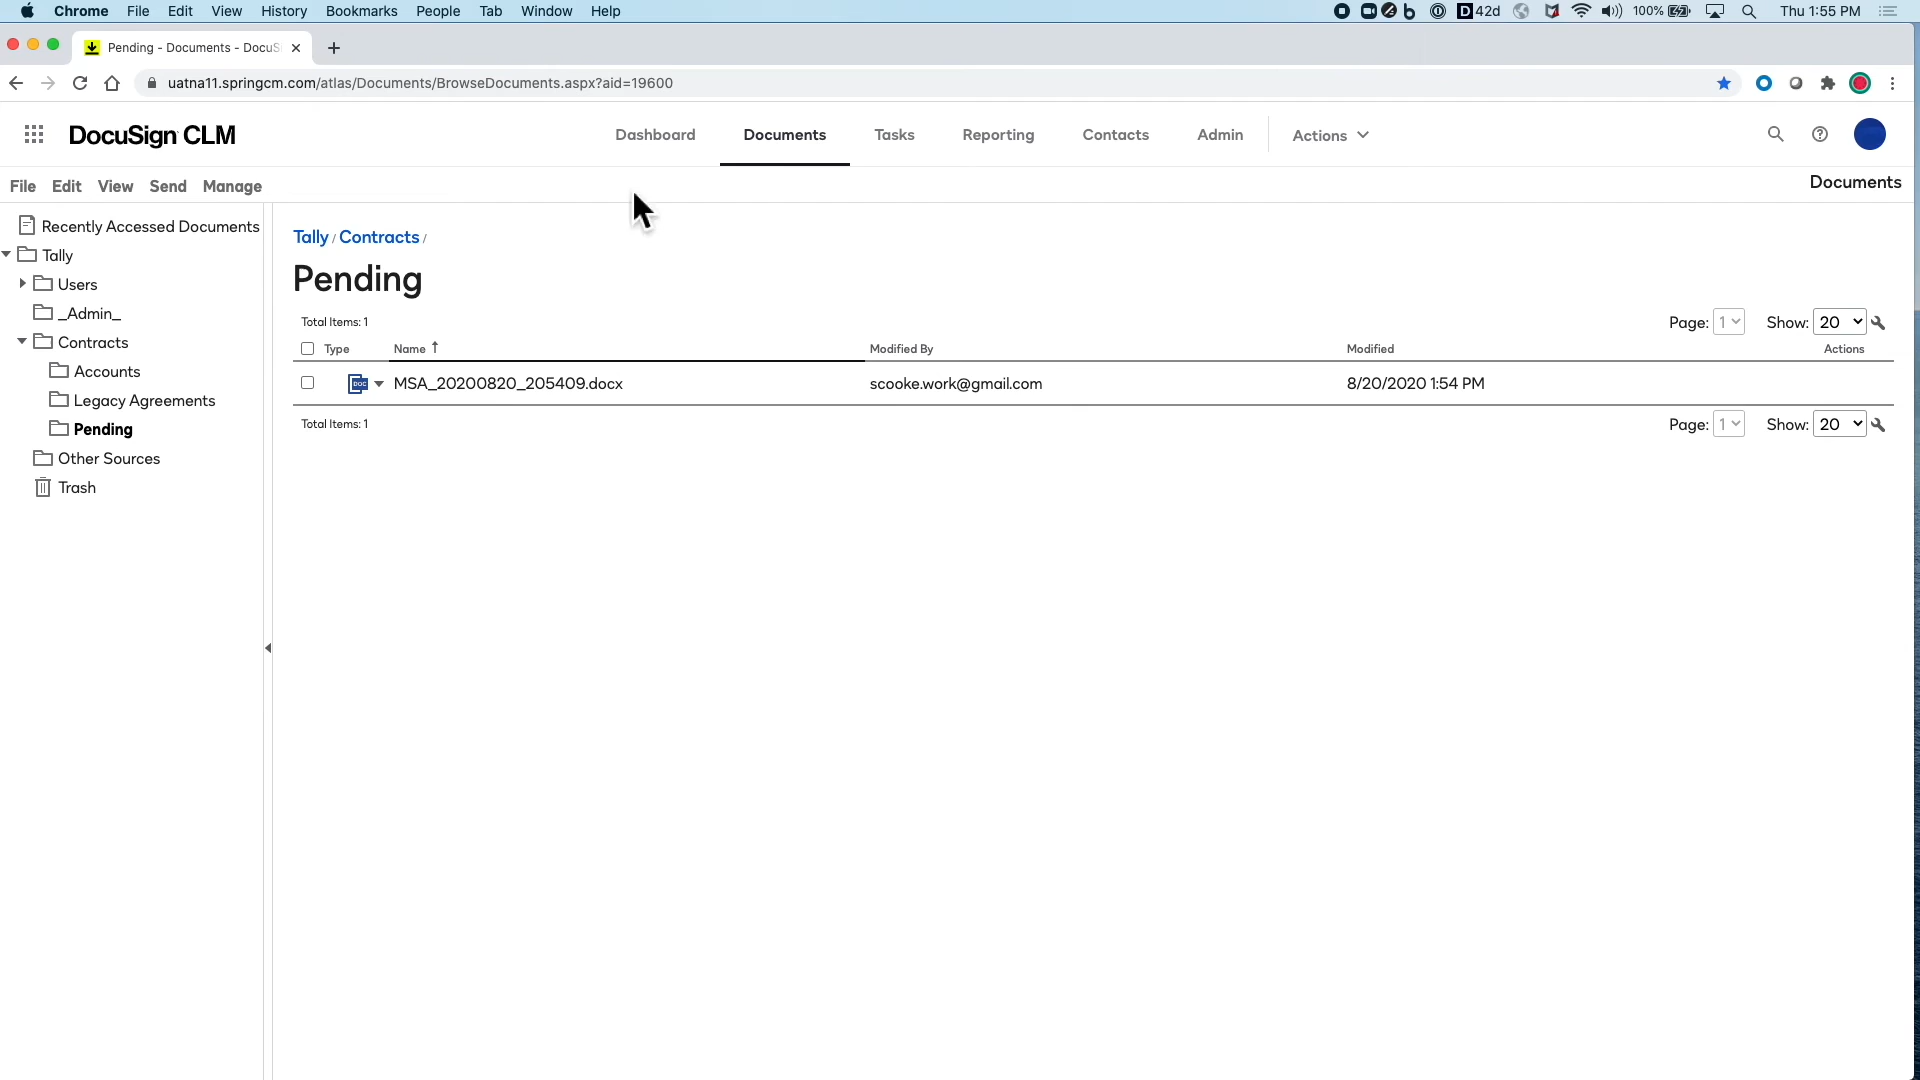 Chrome File Edit View History Bookmarks People Tab Window Help 42d 100% Thu 1:55 PM
Pending - Documents - DocuS
uatna11.springcm.com/atlas/Documents/BrowseDocuments.aspx?aid=19600
DocuSign CLM Dashboard Documents Tasks Reporting Contacts Admin Actions
File Edit View Send Manage Documents
Recently Accessed Documents
Tally
Users
_Admin_
Contracts
Accounts
Legacy Agreements
Pending
Other Sources
Trash
Tally / Contracts /
Pending
Total Items: 1 Page: 1 Show: 20
Type Name ↑ Modified By Modified Actions
DOC MSA_20200820_205409.docx scooke.work@gmail.com 8/20/2020 1:54 PM
Total Items: 1 Page: 1 Show: 20